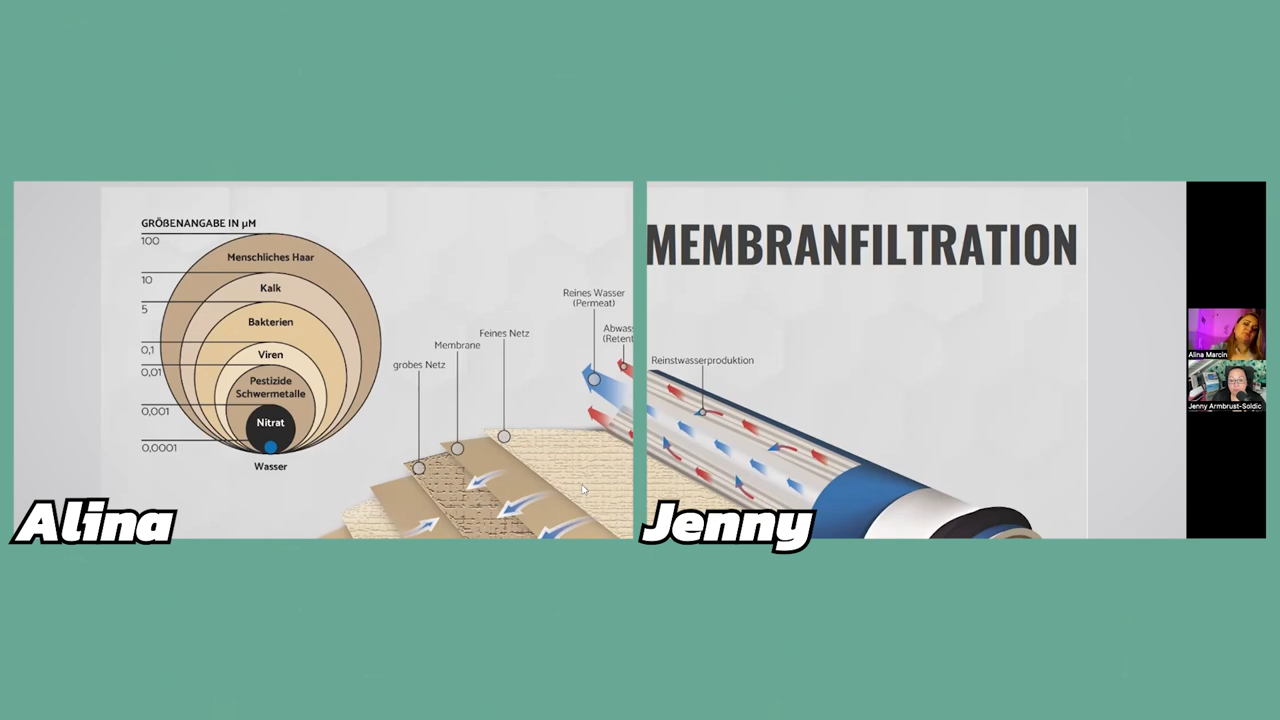 GRÖßENANGABE IN µM
100
10
5
0,1
0,01
0,001
0,0001
Menschliches Haar
Kalk
Bakterien
Viren
Pestizide
Schwermetalle
Nitrat
Wasser
grobes Netz
Membrane
Feines Netz
Reines Wasser
(Permeat)
Abwas
(Retent
MEMBRANFILTRATION
Reinstwasserproduktion
Alina Marcin
Jenny Armbrust-Soldic
Alina
Jenny